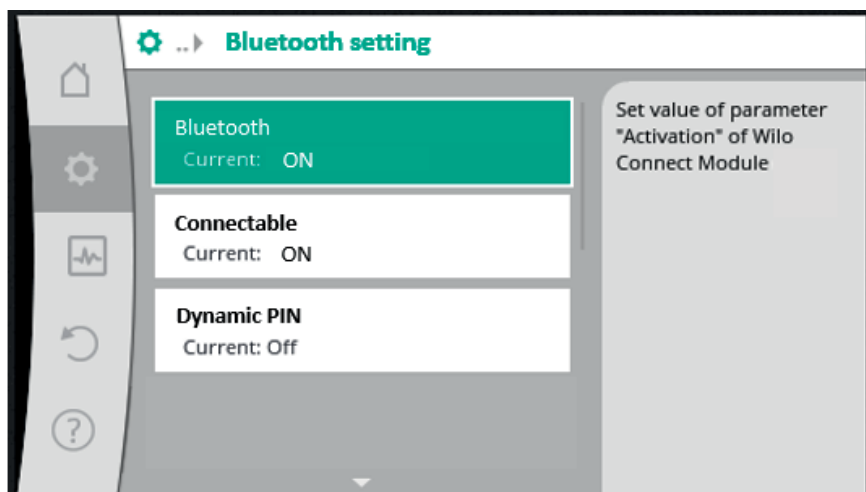 ..▸ Bluetooth setting
Bluetooth
Current: ON
Connectable
Current: ON
Dynamic PIN
Current: Off
Set value of parameter
"Activation" of Wilo
Connect Module
?